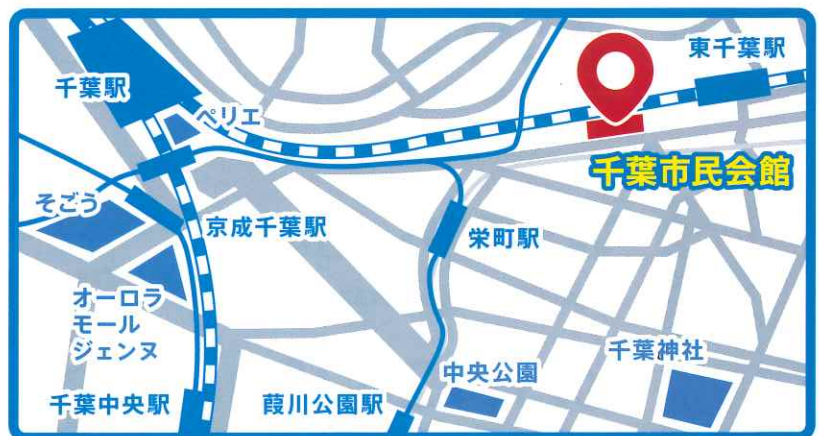 東千葉駅
千葉駅
ペリエ
千葉市民会館
そごう
京成千葉駅
栄町駅
オーロラ
モール
ジェンヌ
千葉神社
中央公園
千葉中央駅
葭川公園駅